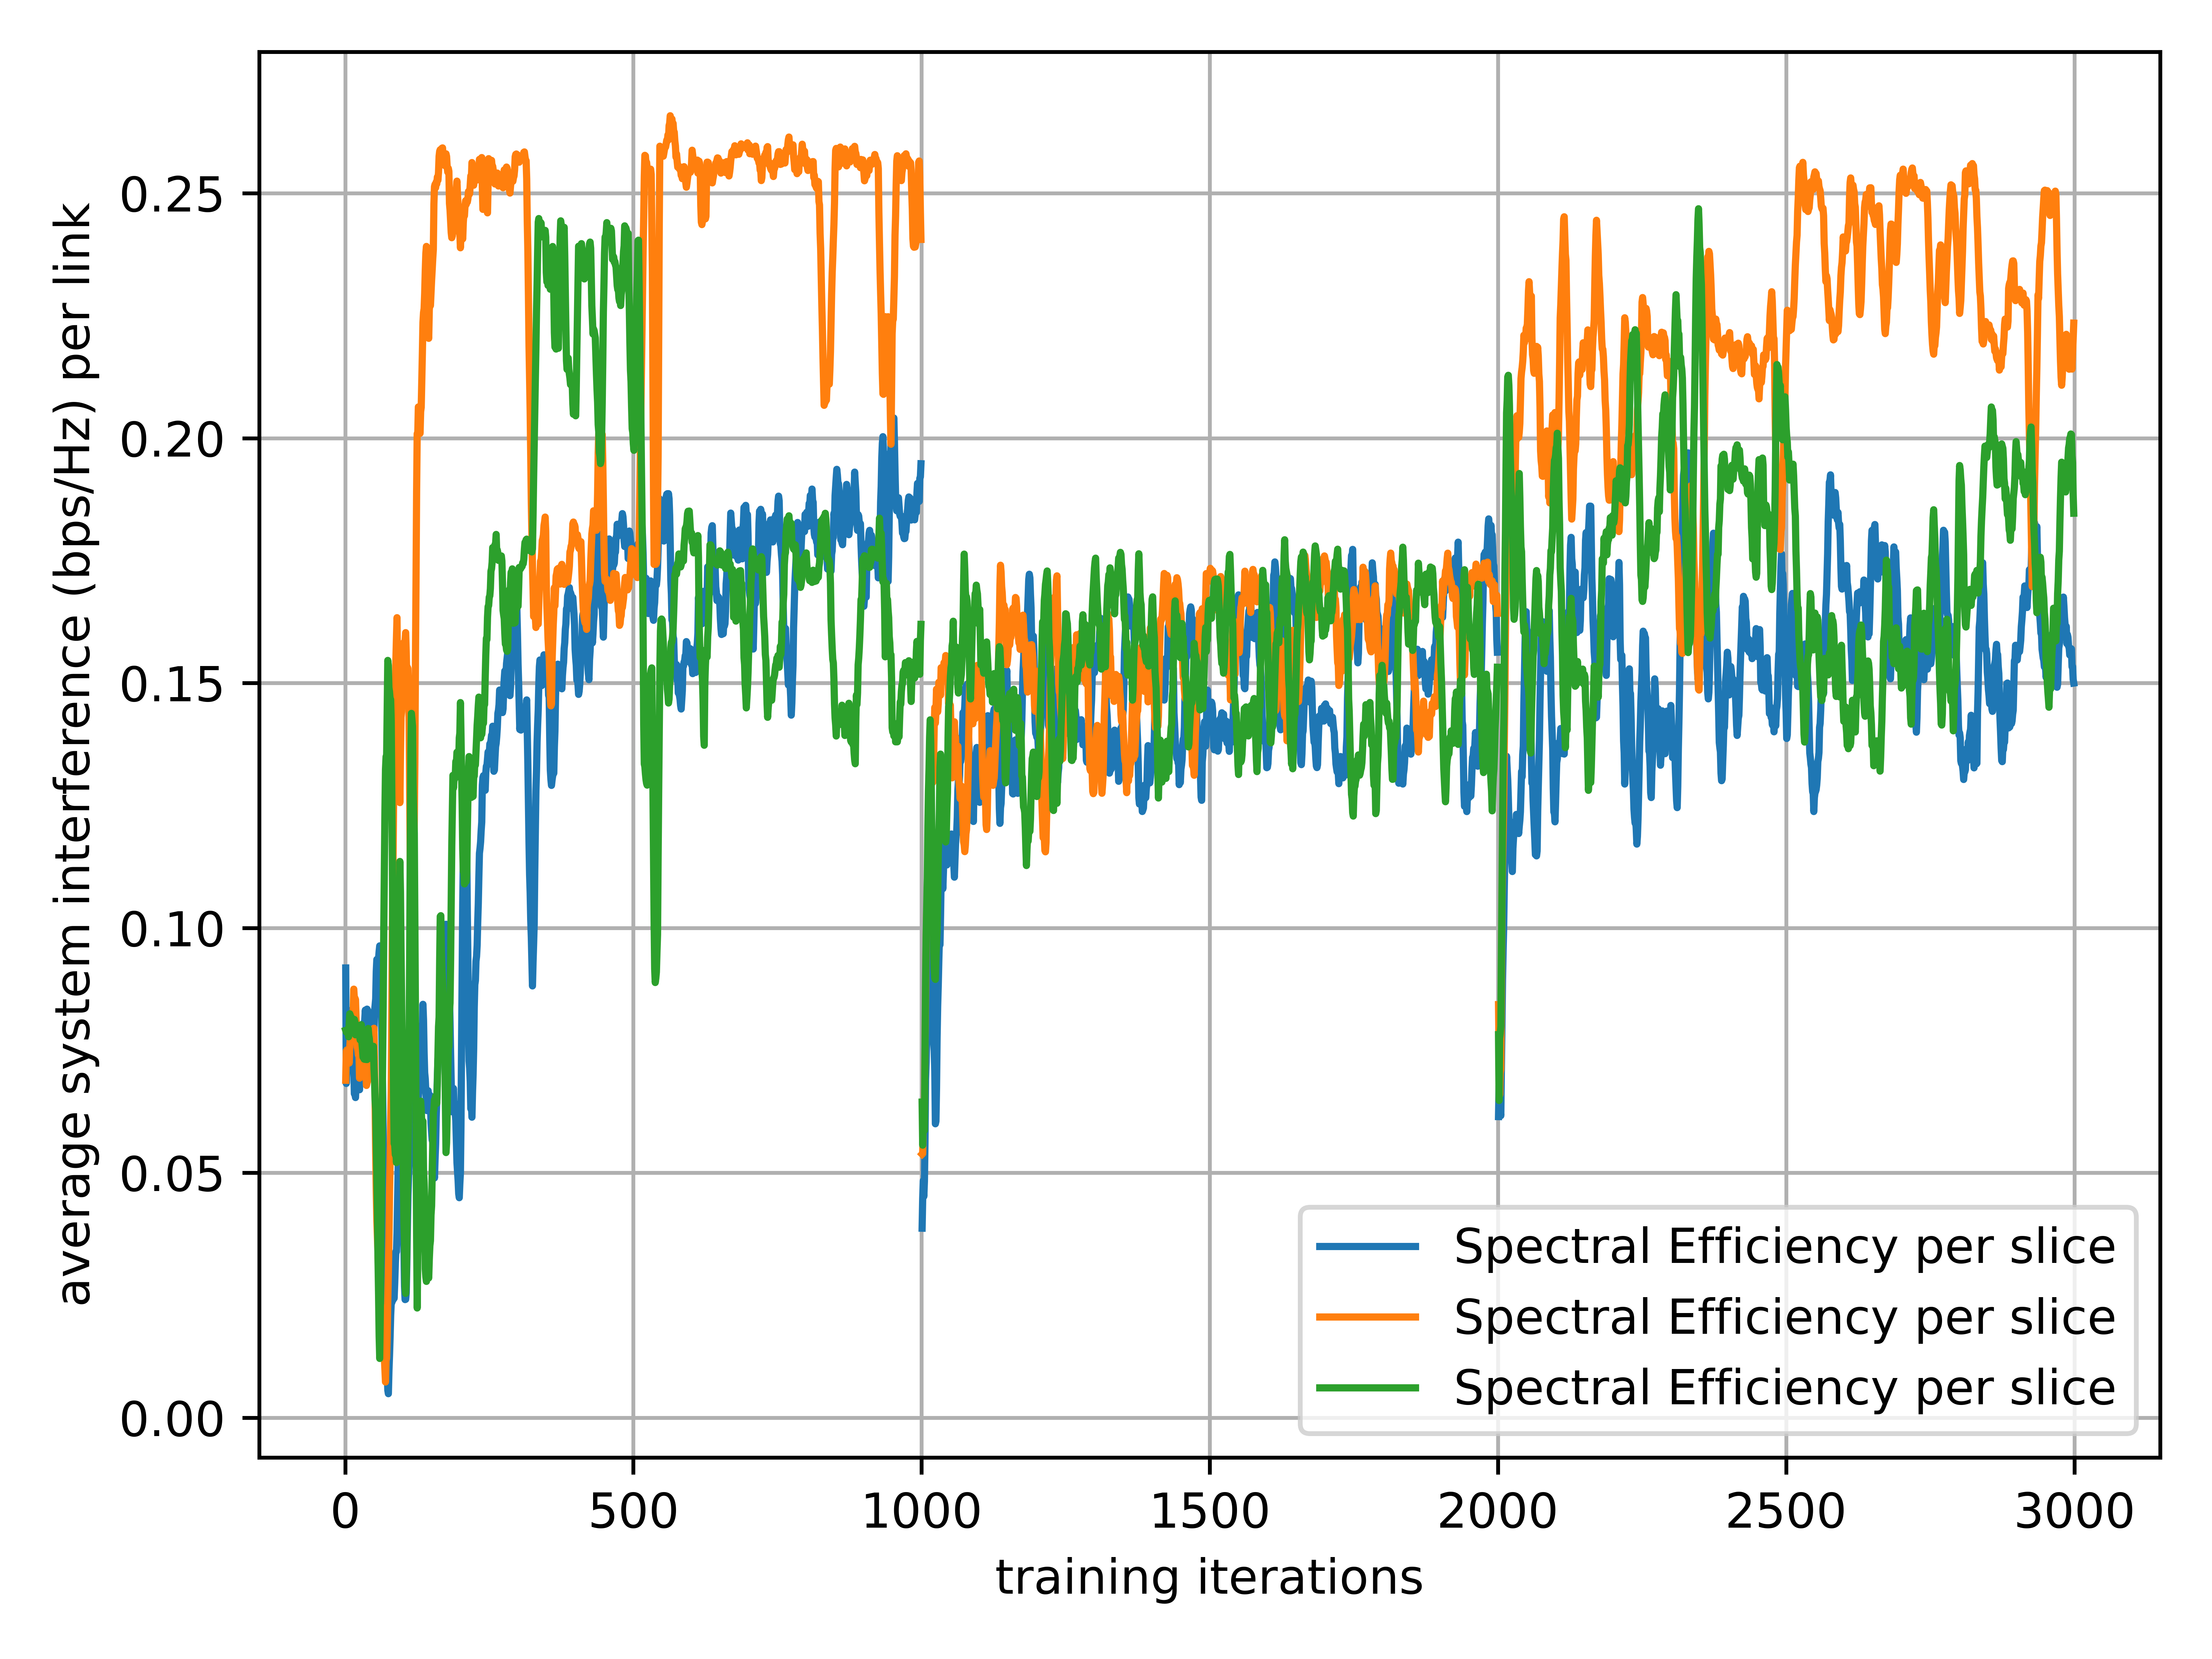 average system interference (bps/Hz) per link
0.25
0.20
0.15
0.10
0.05
0.00
0 500 1000 1500 2000 2500 3000
training iterations
Spectral Efficiency per slice
Spectral Efficiency per slice
Spectral Efficiency per slice